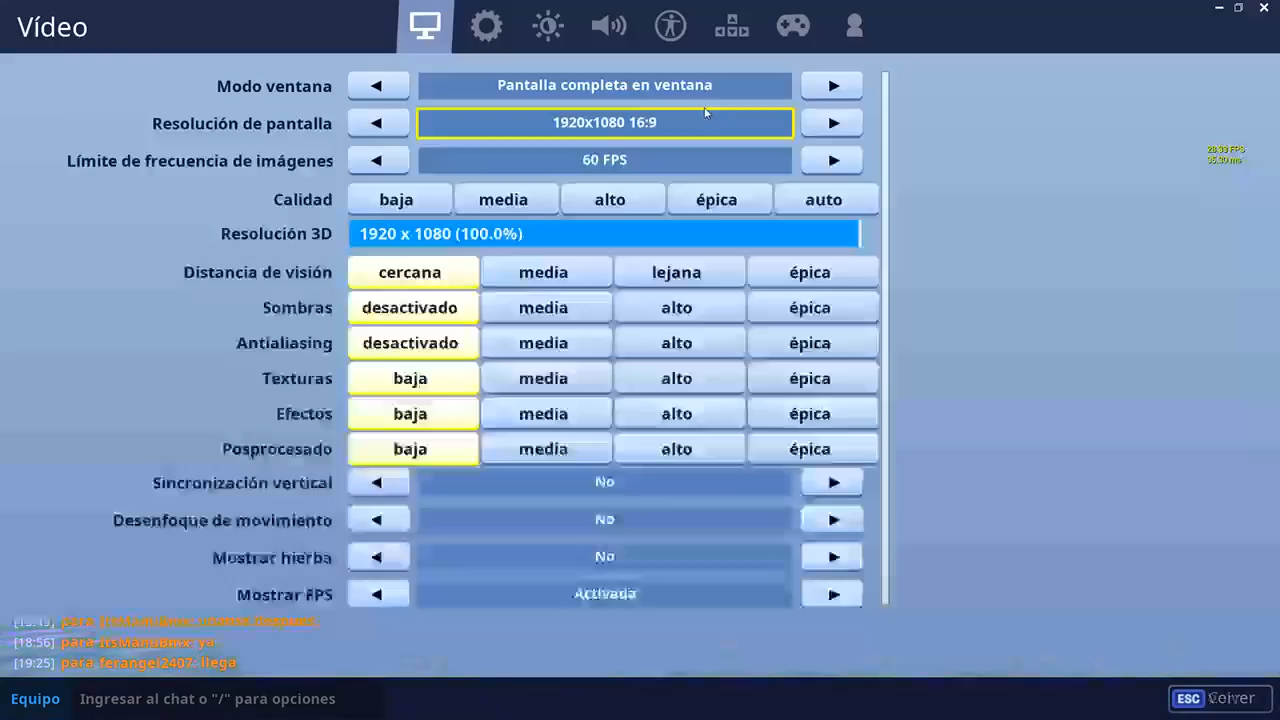 Vídeo
Modo ventana ◄ Pantalla completa en ventana ►
Resolución de pantalla ◄ 1920x1080 16:9 ►
Límite de frecuencia de imágenes ◄ 60 FPS ►
Calidad baja media alto épica auto
Resolución 3D 1920 x 1080 (100.0%)
Distancia de visión cercana media lejana épica
Sombras desactivado media alto épica
Antialiasing desactivado media alto épica
Texturas baja media alto épica
Efectos baja media alto épica
Posprocesado baja media alto épica
Sincronización vertical ◄ No ►
Desenfoque de movimiento ◄ No ►
Mostrar hierba ◄ No ►
Mostrar FPS ◄ Activada ►
para
[18:56] para ItsManuBmx: ya
[19:25] para ferangel2407: llega
Equipo Ingresar al chat o "/" para opciones
ESC Volver